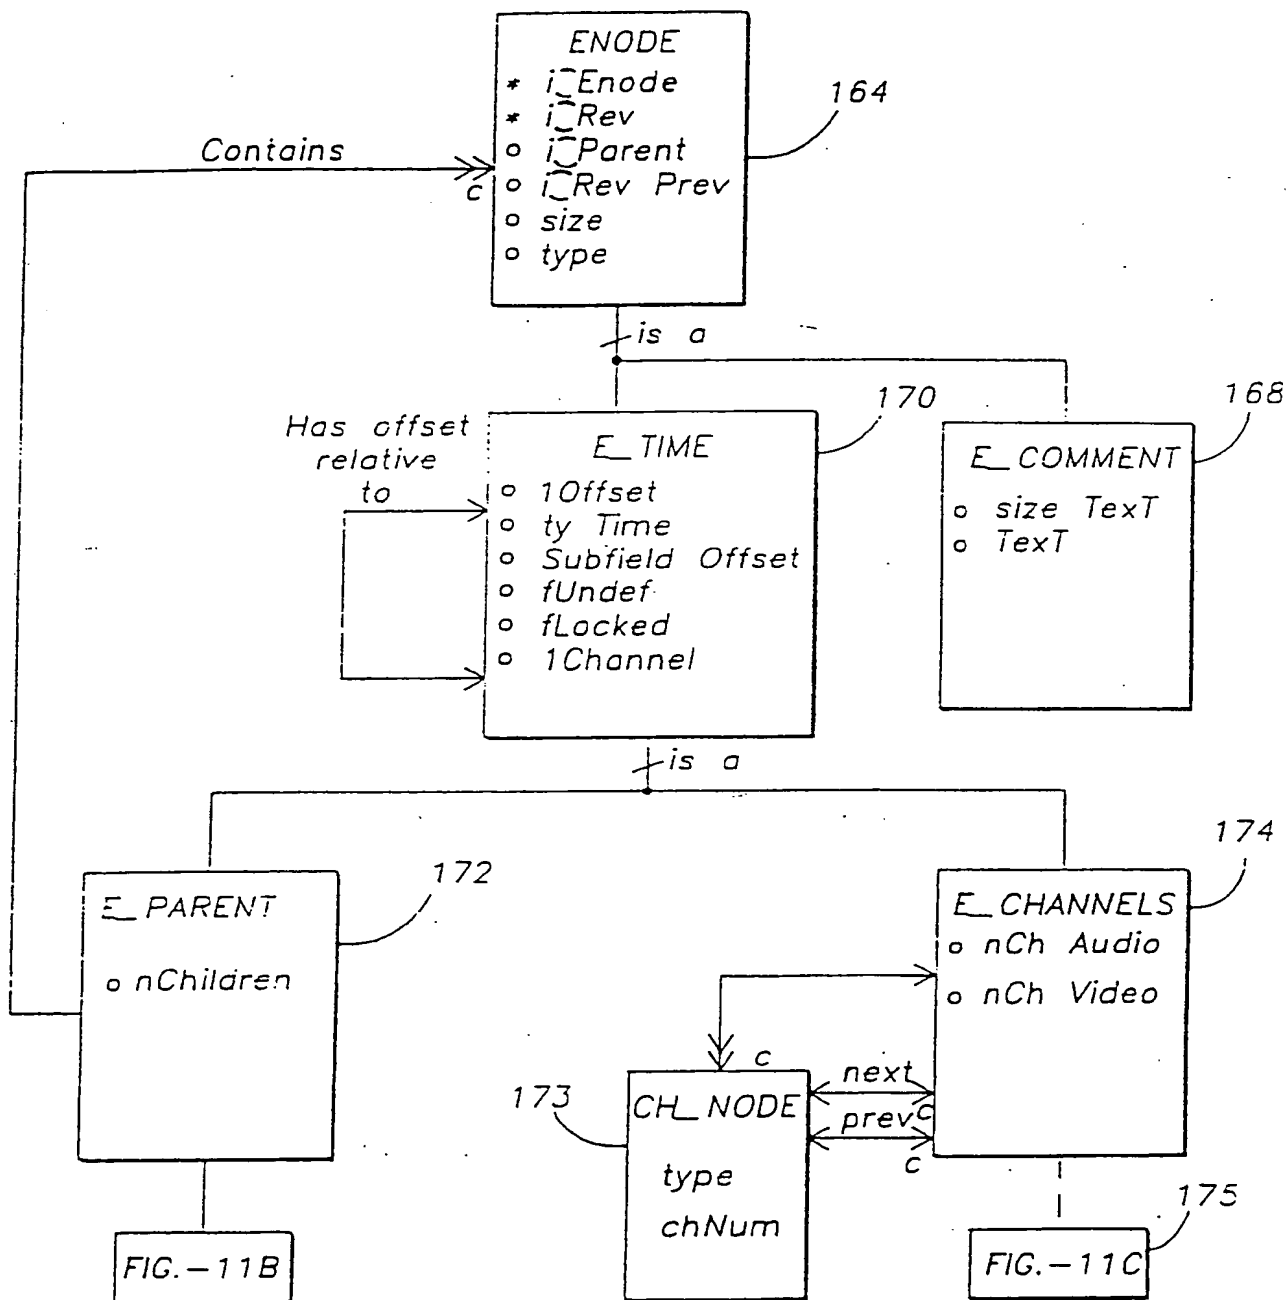 ENODE
* i_Enode
* i_Rev
o i_Parent
o i_Rev Prev
o size
o type
164
Contains
c
is a
Has offset
relative
to
170
E_TIME
o 1Offset
o ty Time
o Subfield Offset
o fUndef
o fLocked
o 1Channel
168
E_COMMENT
o size TexT
o TexT
is a
172
E_PARENT
o nChildren
174
E_CHANNELS
o nCh Audio
o nCh Video
c
173
CH_NODE
type
chNum
next
c
prev
c
FIG.-11B
175
FIG.-11C